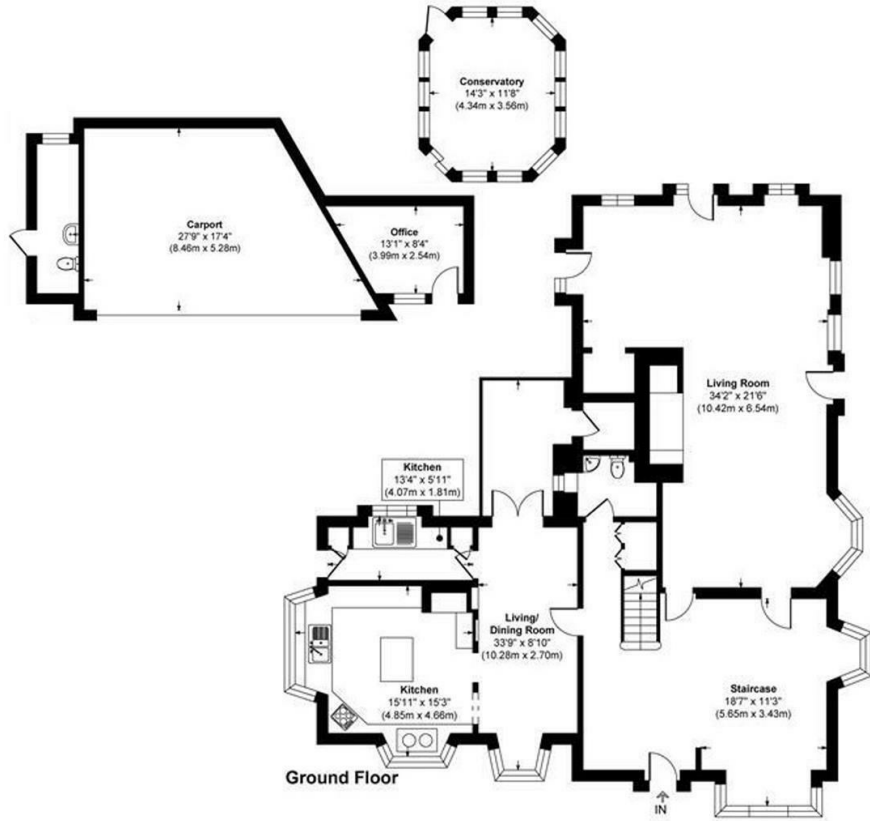 Conservatory
14'3" x 11'8"
(4.34m x 3.56m)
Carport
27'9" x 17'4"
(8.46m x 5.28m)
Office
13'1" x 8'4"
(3.99m x 2.54m)
Living Room
34'2" x 21'6"
(10.42m x 6.54m)
Kitchen
13'4" x 5'11"
(4.07m x 1.81m)
Living/
Dining Room
33'9" x 8'10"
(10.28m x 2.70m)
Kitchen
15'11" x 15'3"
(4.85m x 4.66m)
Staircase
18'7" x 11'3"
(5.65m x 3.43m)
Ground Floor
IN